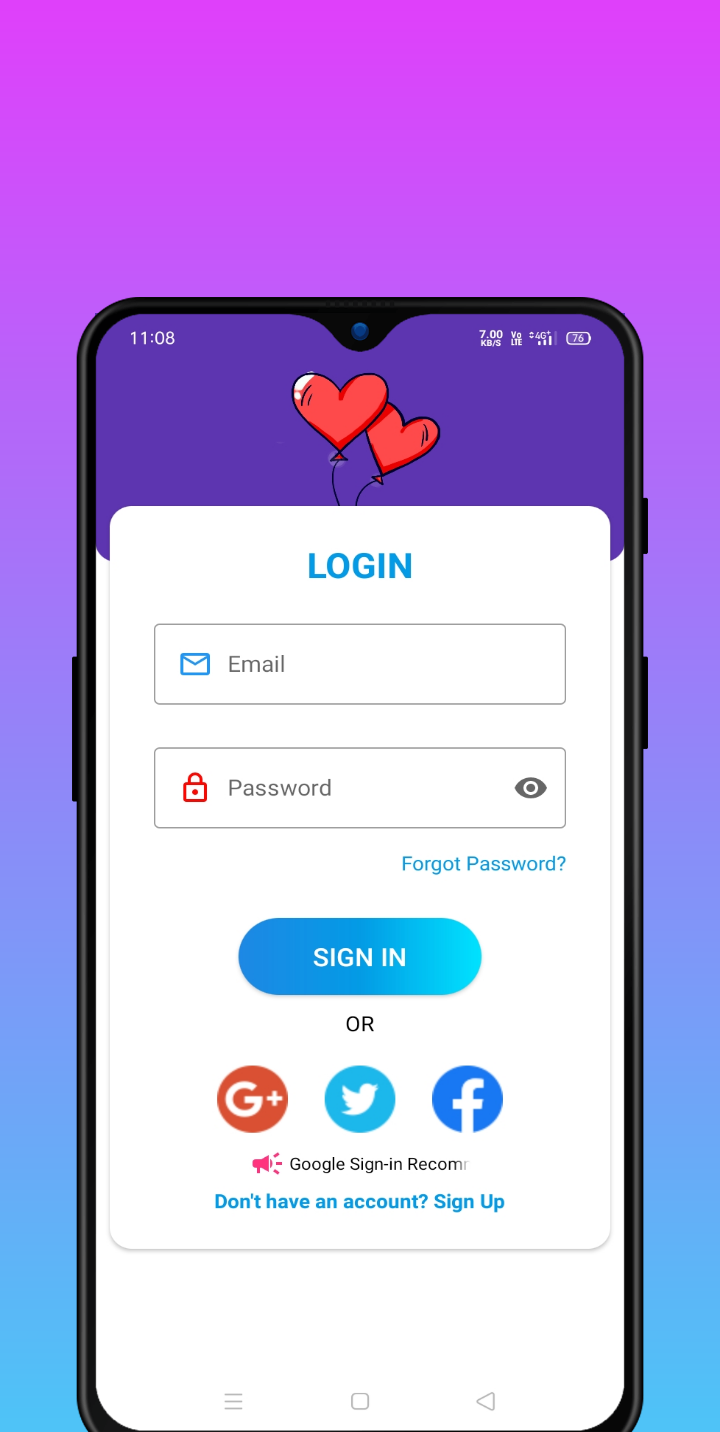 11:08 7.00 KB/S Vo LTE 4G+ 76
LOGIN
Email
Password
Forgot Password?
SIGN IN
OR
G+ f
Google Sign-in Recom
Don't have an account? Sign Up